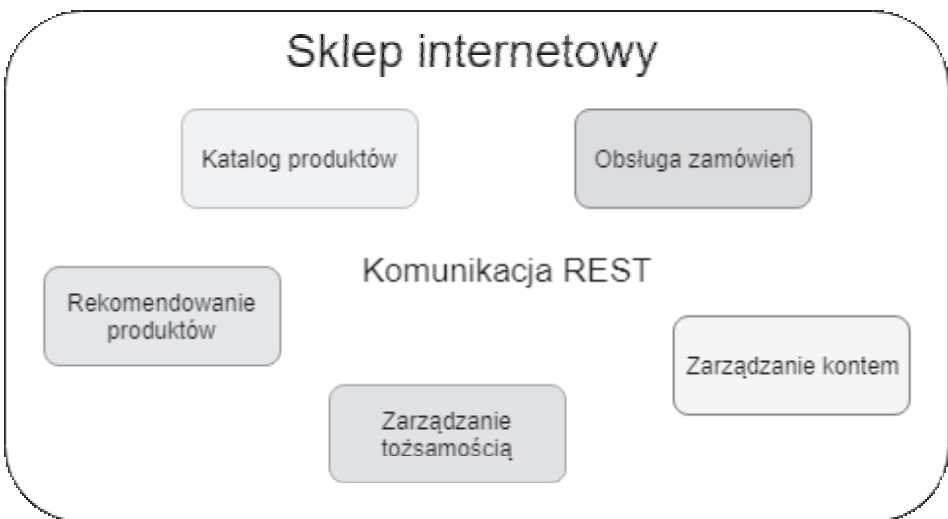 Sklep internetowy
Katalog produktów
Obsługa zamówień
Komunikacja REST
Rekomendowanie
produktów
Zarządzanie kontem
Zarządzanie
tożsamością